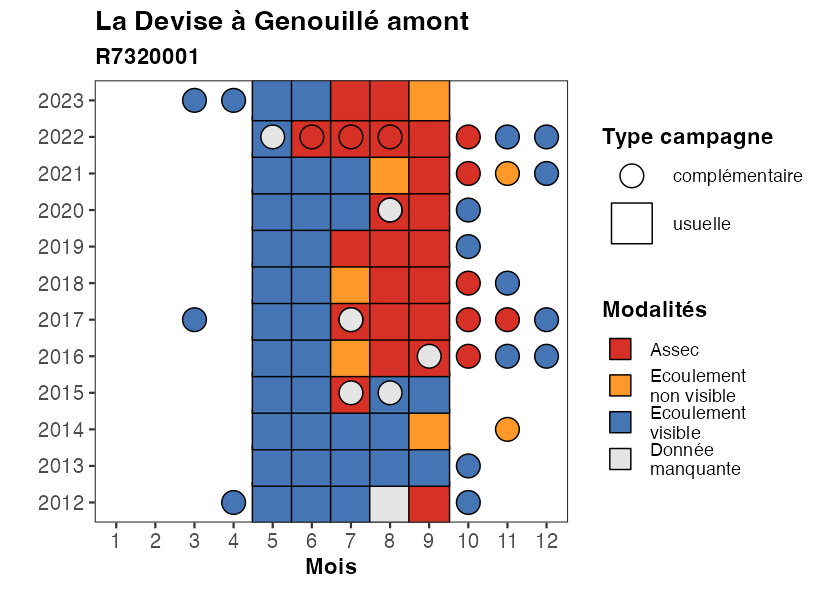 La Devise à Genouillé amont
R7320001
2023
2022
2021
2020
2019
2018
2017
2016
2015
2014
2013
2012
1 2 3 4 5 6 7 8 9 10 11 12
Mois
Type campagne
complémentaire
usuelle
Modalités
Assec
Ecoulement
non visible
Ecoulement
visible
Donnée
manquante